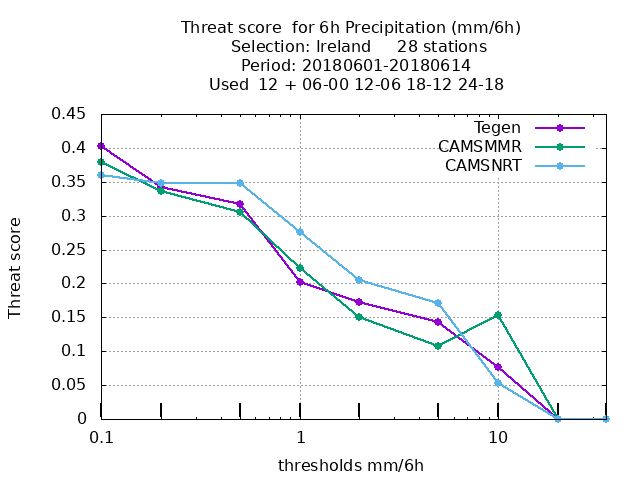 Threat score  for 6h Precipitation (mm/6h)
Selection: Ireland     28 stations
Period: 20180601-20180614
Used  12 + 06-00 12-06 18-12 24-18
Tegen
CAMSMMR
CAMSNRT
Threat score
0.45
0.4
0.35
0.3
0.25
0.2
0.15
0.1
0.05
0
0.1 1 10
thresholds mm/6h